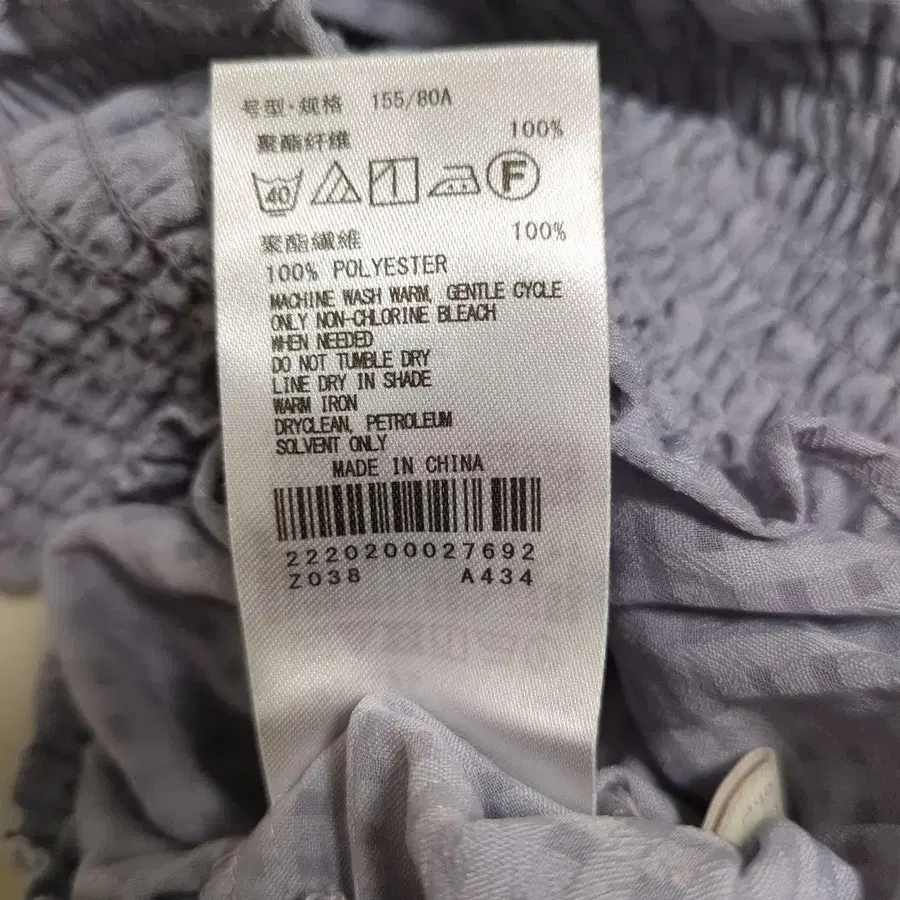 号型·规格 155/80A
聚酯纤维 100%
40 F
聚酯纖維 100%
100% POLYESTER
MACHINE WASH WARM, GENTLE CYCLE
ONLY NON-CHLORINE BLEACH
WHEN NEEDED
DO NOT TUMBLE DRY
LINE DRY IN SHADE
WARM IRON
DRYCLEAN, PETROLEUM
SOLVENT ONLY
MADE IN CHINA
2220200027692
Z038 A434